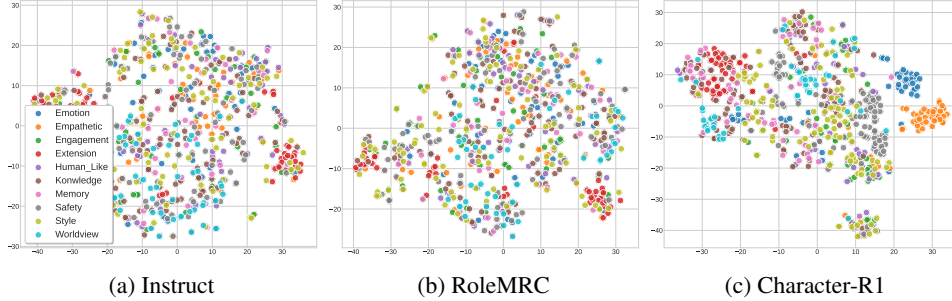 30
20
10
0
−10
−20
−30
−40 −30 −20 −10 0 10 20 30
Emotion
Empathetic
Engagement
Extension
Human_Like
Konwledge
Memory
Safety
Style
Worldview
(a) Instruct
30
20
10
0
−10
−20
−40 −30 −20 −10 0 10 20 30
(b) RoleMRC
30
20
10
0
−10
−20
−30
−40
−30 −20 −10 0 10 20 30
(c) Character-R1